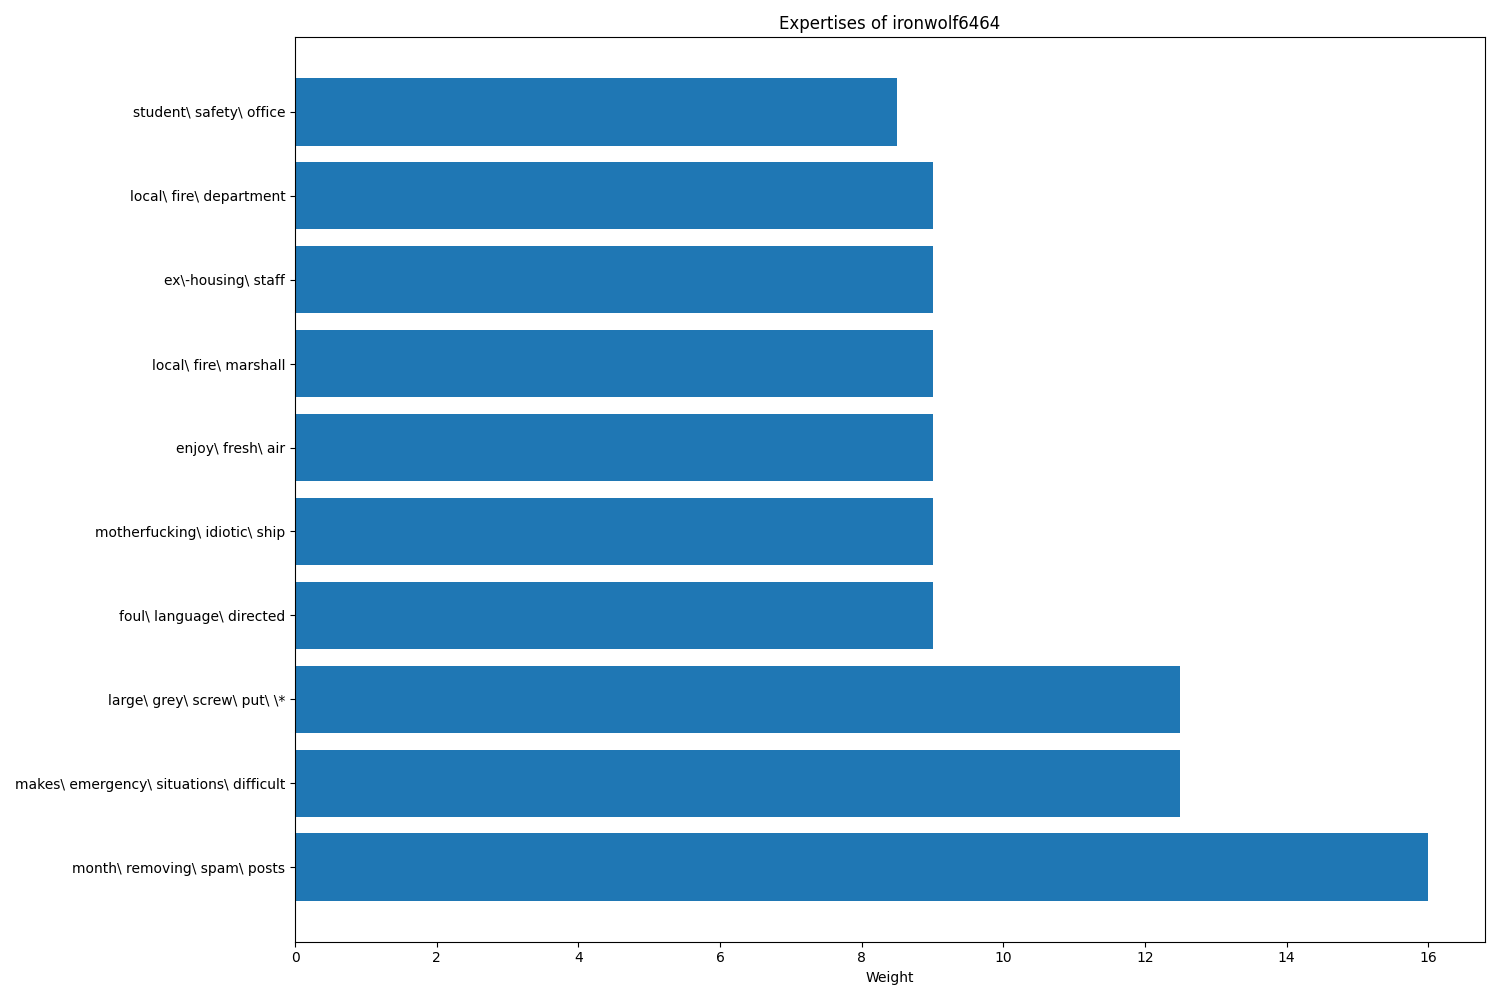 Expertises of ironwolf6464
student\ safety\ office
local\ fire\ department
ex\-housing\ staff
local\ fire\ marshall
enjoy\ fresh\ air
motherfucking\ idiotic\ ship
foul\ language\ directed
large\ grey\ screw\ put\ \*
makes\ emergency\ situations\ difficult
month\ removing\ spam\ posts
0 2 4 6 8 10 12 14 16
Weight